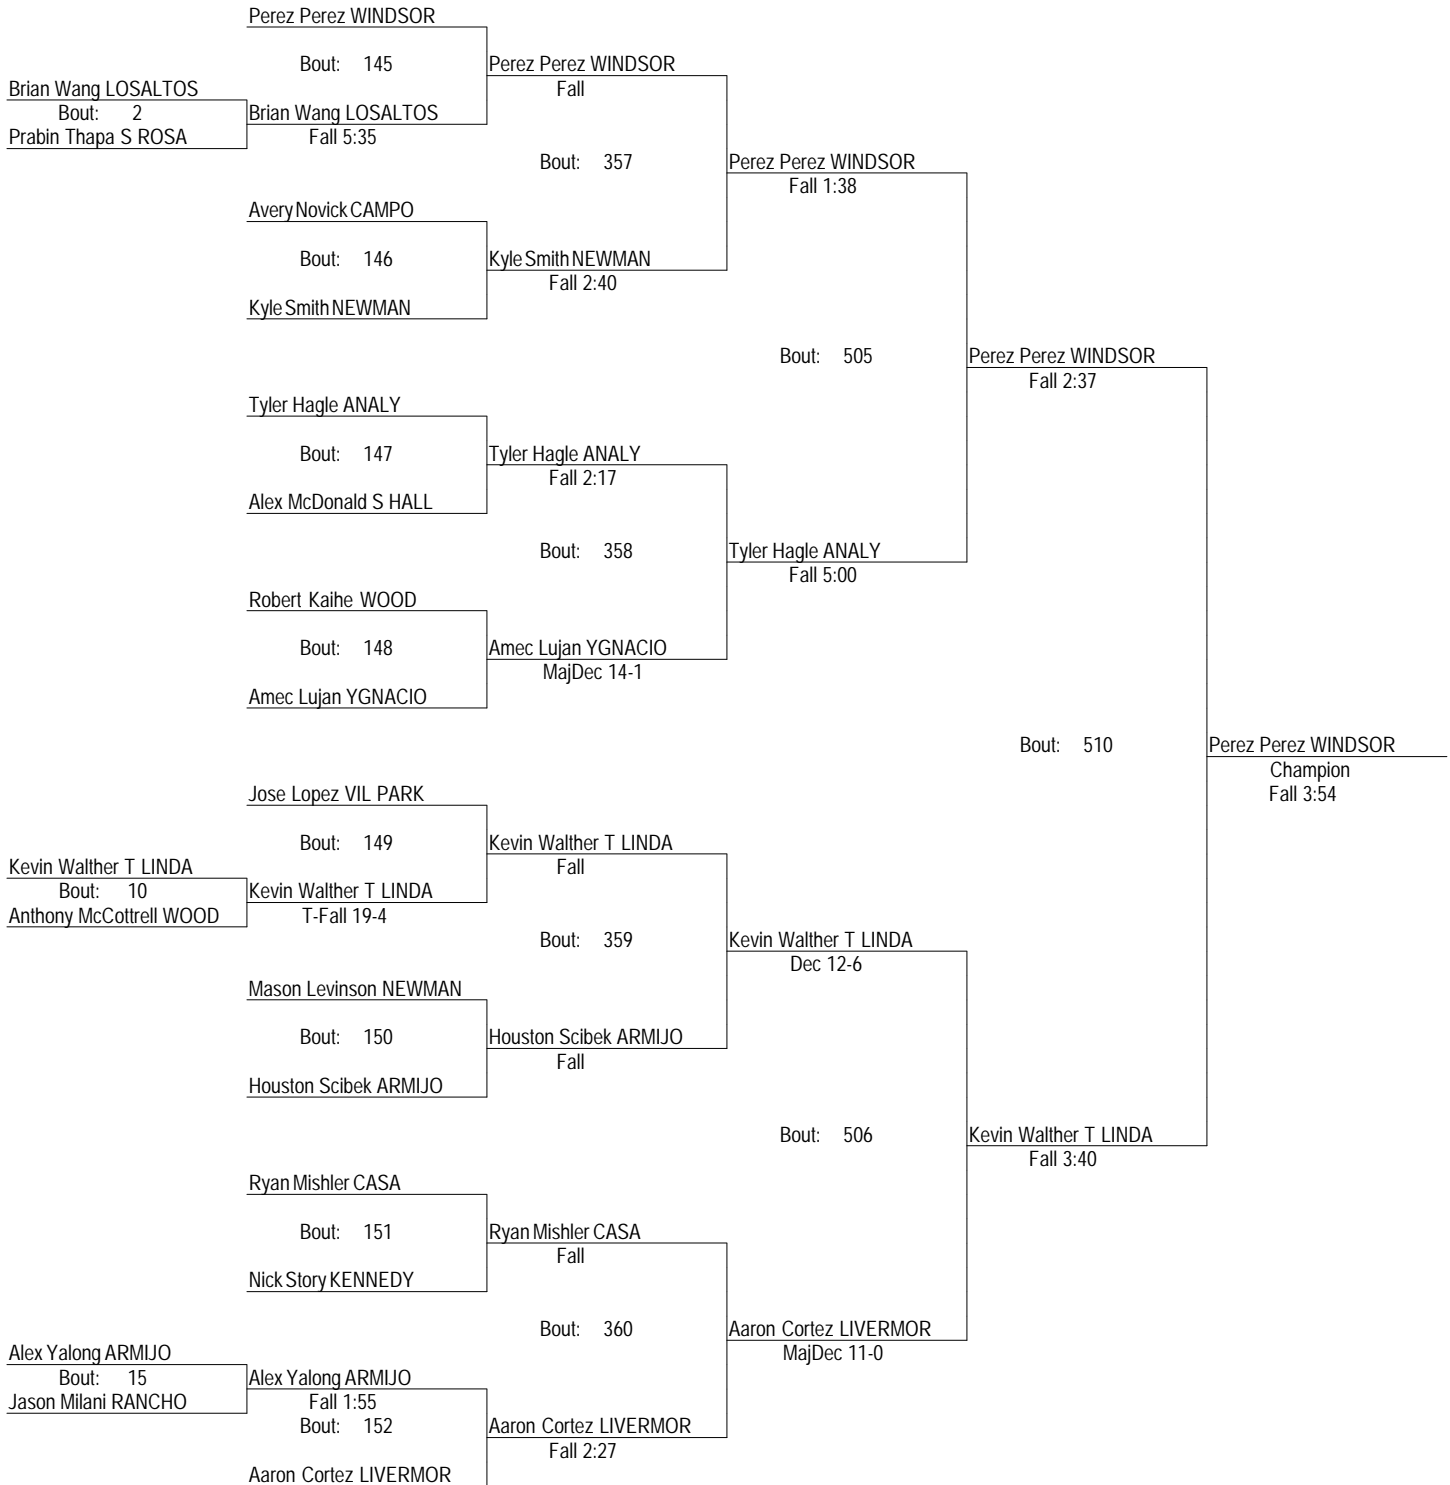 Perez Perez WINDSOR
Bout: 145
Perez Perez WINDSOR
Fall
Brian Wang LOSALTOS
Bout: 2
Prabin Thapa S ROSA
Brian Wang LOSALTOS
Fall 5:35
Bout: 357
Perez Perez WINDSOR
Fall 1:38
Avery Novick CAMPO
Bout: 146
Kyle Smith NEWMAN
Fall 2:40
Kyle Smith NEWMAN
Bout: 505
Perez Perez WINDSOR
Fall 2:37
Tyler Hagle ANALY
Bout: 147
Tyler Hagle ANALY
Fall 2:17
Alex McDonald S HALL
Bout: 358
Tyler Hagle ANALY
Fall 5:00
Robert Kaihe WOOD
Bout: 148
Amec Lujan YGNACIO
MajDec 14-1
Amec Lujan YGNACIO
Bout: 510
Perez Perez WINDSOR
Champion
Fall 3:54
Jose Lopez VIL PARK
Bout: 149
Kevin Walther T LINDA
Fall
Kevin Walther T LINDA
Bout: 10
Anthony McCottrell WOOD
Kevin Walther T LINDA
T-Fall 19-4
Bout: 359
Kevin Walther T LINDA
Dec 12-6
Mason Levinson NEWMAN
Bout: 150
Houston Scibek ARMIJO
Fall
Houston Scibek ARMIJO
Bout: 506
Kevin Walther T LINDA
Fall 3:40
Ryan Mishler CASA
Bout: 151
Ryan Mishler CASA
Fall
Nick Story KENNEDY
Bout: 360
Aaron Cortez LIVERMOR
MajDec 11-0
Alex Yalong ARMIJO
Bout: 15
Jason Milani RANCHO
Alex Yalong ARMIJO
Fall 1:55
Bout: 152
Aaron Cortez LIVERMOR
Fall 2:27
Aaron Cortez LIVERMOR